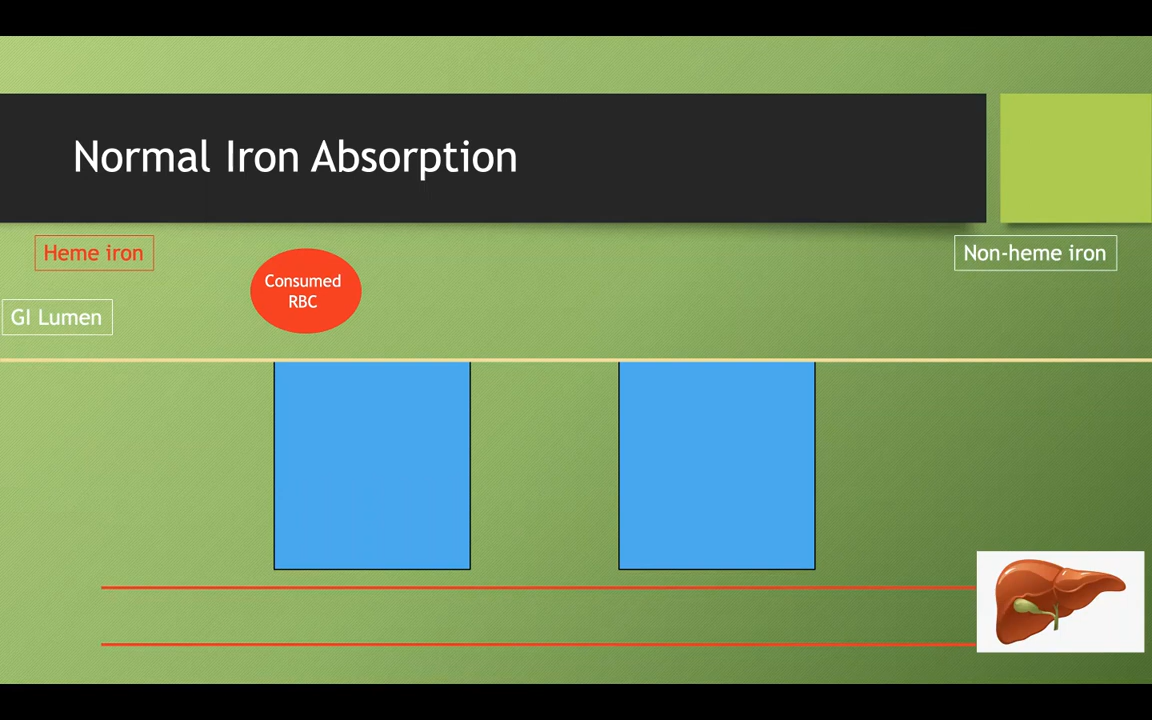 Normal Iron Absorption
Heme iron
Consumed
RBC
Non-heme iron
GI Lumen